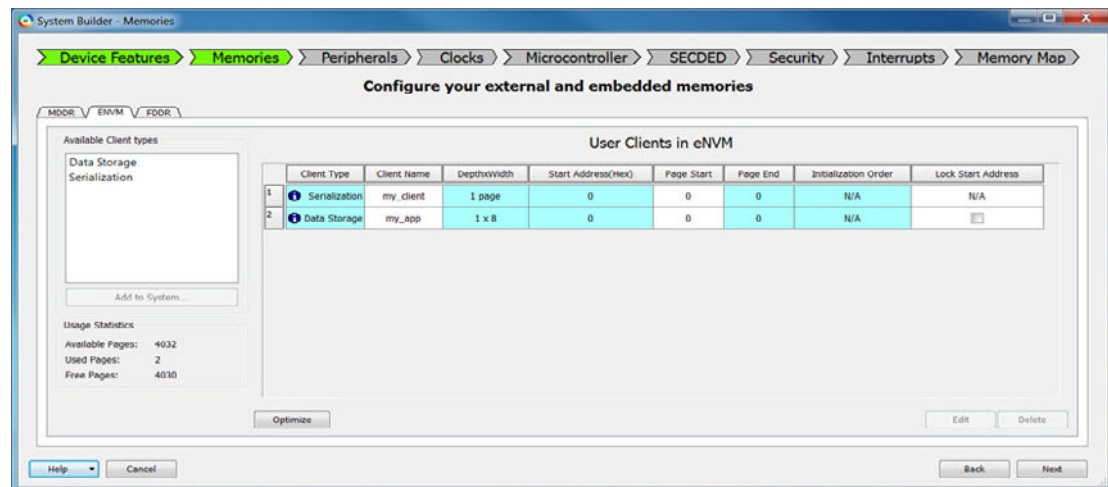 System Builder - Memories
Device Features Memories Peripherals Clocks Microcontroller SECDED Security Interrupts Memory Map
Configure your external and embedded memories
MDDR ENVM FDDR
Available Client types
Data Storage
Serialization
Add to System...
Usage Statistics
Available Pages: 4032
Used Pages: 2
Free Pages: 4030
User Clients in eNVM
Client Type Client Name DepthxWidth Start Address(Hex) Page Start Page End Initialization Order Lock Start Address
1 Serialization my_client 1 page 0 0 0 N/A N/A
2 Data Storage my_app 1 x 8 0 0 0 N/A
Optimize Edit Delete
Help Cancel Back Next